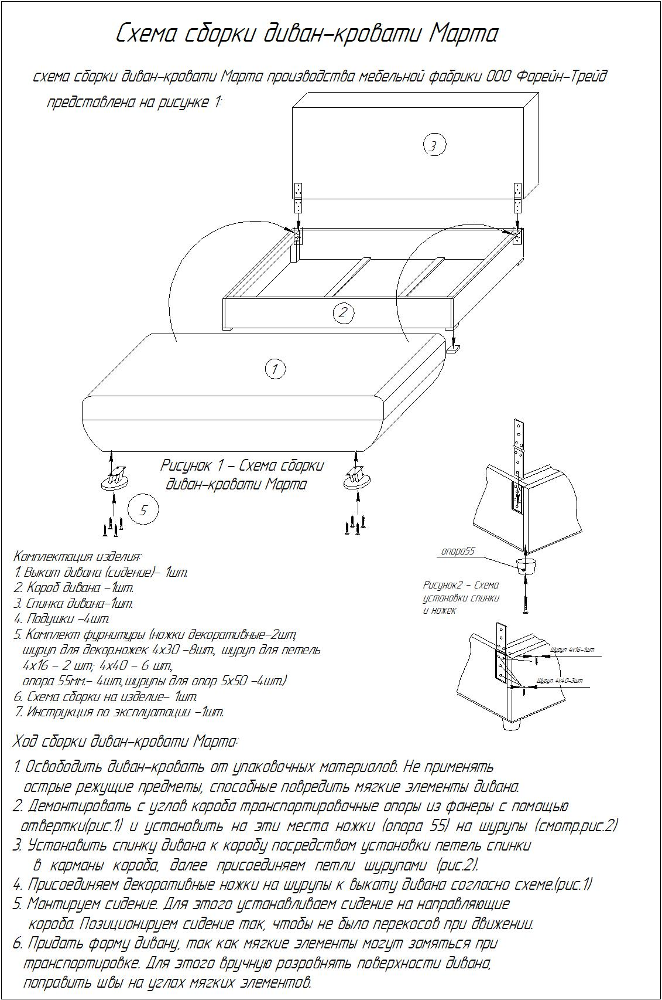 Схема сборки диван-кровати Марта
схема сборки диван-кровати Марта производства мебельной фабрики ООО Форейн-Трейд
представлена на рисунке 1:
3
2
1
Рисунок 1 - Схема сборки
диван-кровати Марта
5
опора55
Рисунок2 - Схема
установки спинки
и ножек
Шуруп 4х16-1шт
Шуруп 4х40-3шт
Комплектация изделия:
1. Выкат дивана (сидение)- 1шт.
2. Короб дивана -1шт.
3. Спинка дивана-1шт.
4. Подушки -4шт.
5. Комплект фурнитуры (ножки декоративные-2шт,
шуруп для декор.ножек 4х30 -8шт., шуруп для петель
4х16 - 2 шт; 4х40 - 6 шт.,
опора 55мм.- 4шт.,шурупы для опор 5х50 -4шт.)
6. Схема сборки на изделие- 1шт.
7. Инструкция по эксплуатации -1шт.
Ход сборки диван-кровати Марта:
1. Освободить диван-кровать от упаковочных материалов. Не применять
острые режущие предметы, способные повредить мягкие элементы дивана.
2. Демонтировать с углов короба транспортировочные опоры из фанеры с помощью
отвертки(рис.1) и установить на эти места ножки (опора 55) на шурупы (смотр.рис.2)
3. Устанавить спинку дивана к коробу посредством установки петель спинки
в карманы короба, далее присоединяем петли шурупами (рис.2).
4. Присоединяем декоративные ножки на шурупы к выкату дивана согласно схеме.(рис.1)
5. Монтируем сидение. Для этого устанавливаем сидение на направляющие
короба. Позиционируем сидение так, чтобы не было перекосов при движении.
6. Придать форму дивану, так как мягкие элементы могут замяться при
транспортировке. Для этого вручную разровнять поверхности дивана,
поправить швы на углах мягких элементов.